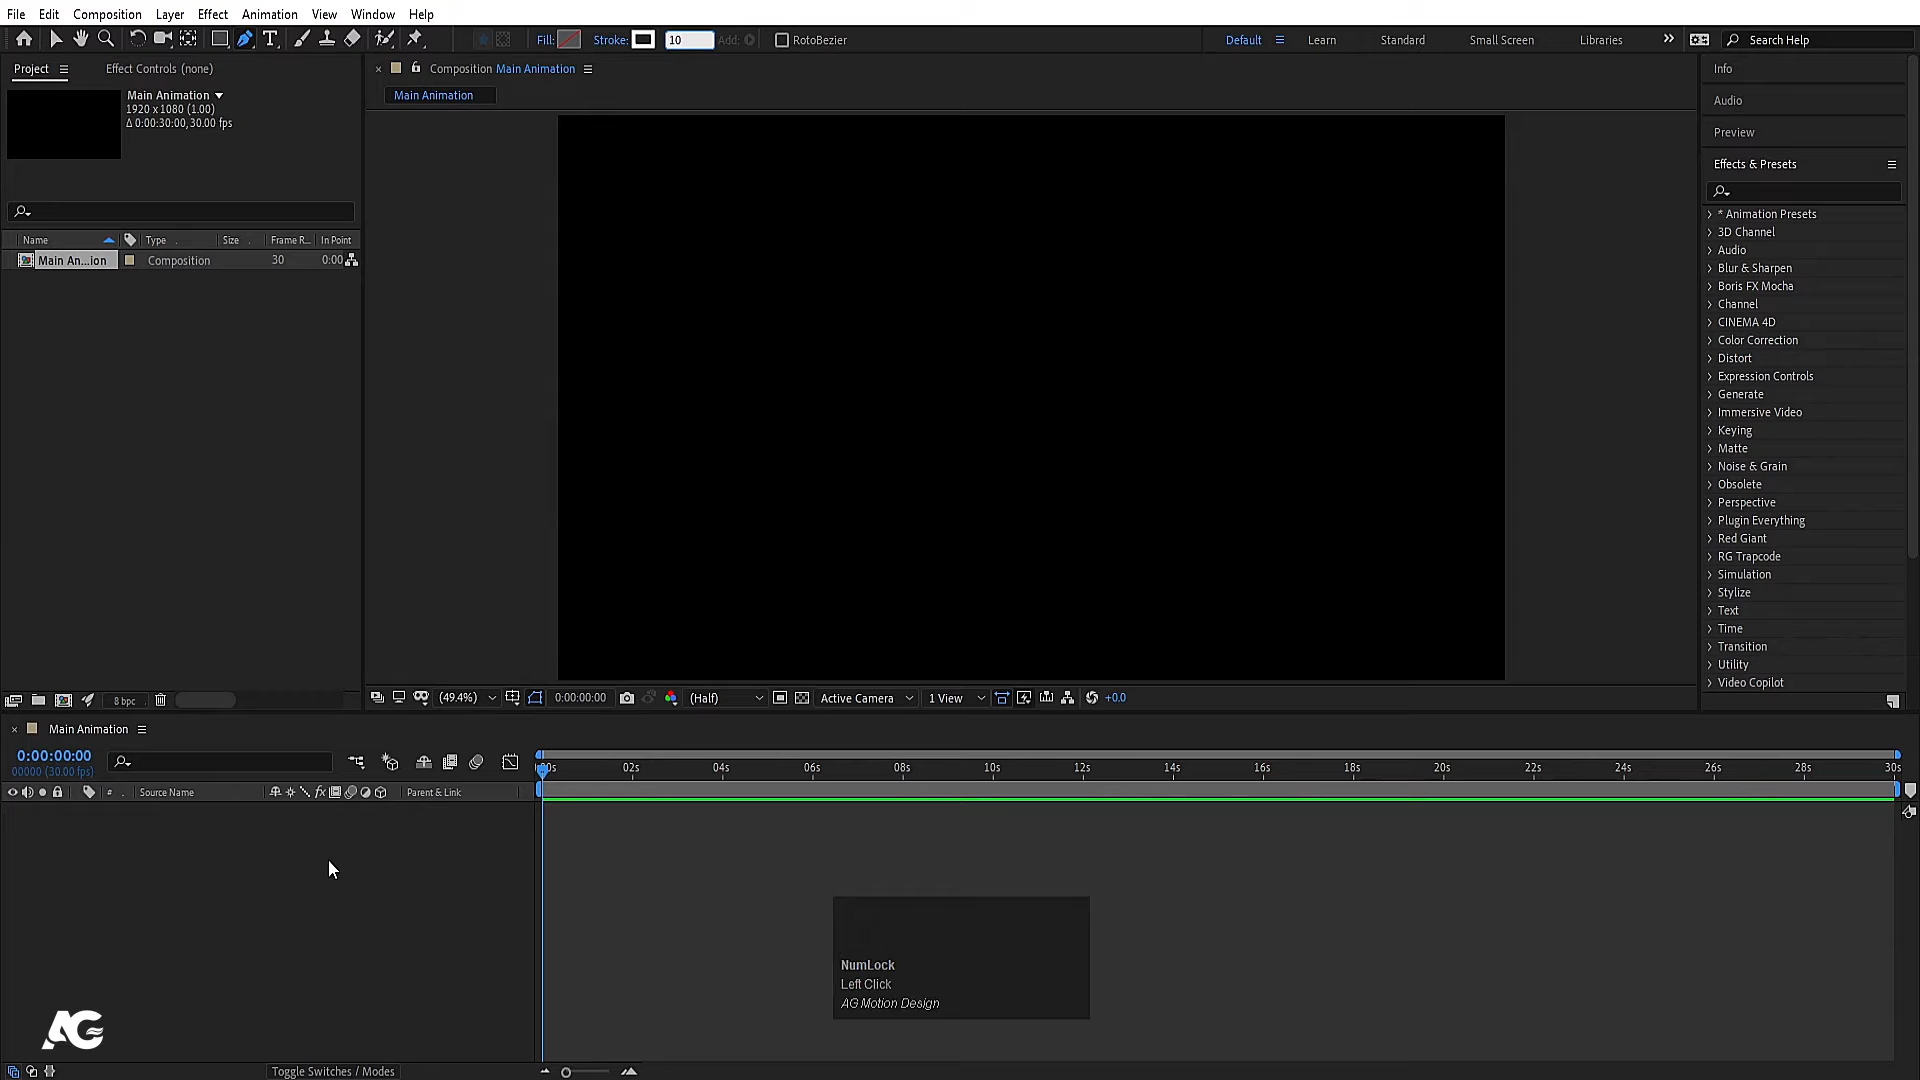 File Edit Composition Layer Effect Animation View Window Help
Fill: Stroke: 10 Add: RotoBezier Default Learn Standard Small Screen Libraries Search Help
Project Effect Controls (none)
Main Animation
1920 x 1080 (1.00)
Δ 0:00:30:00, 30.00 fps
Name Type Size Frame R... In Point
Main An...ion Composition 30 0:00
8 bpc
Composition Main Animation
Main Animation
(49.4%) 0:00:00:00 (Half) Active Camera 1 View +0.0
Info
Audio
Preview
Effects & Presets
* Animation Presets
3D Channel
Audio
Blur & Sharpen
Boris FX Mocha
Channel
CINEMA 4D
Color Correction
Distort
Expression Controls
Generate
Immersive Video
Keying
Matte
Noise & Grain
Obsolete
Perspective
Plugin Everything
Red Giant
RG Trapcode
Simulation
Stylize
Text
Time
Transition
Utility
Video Copilot
Main Animation
0:00:00:00
00000 (30.00 fps)
# Source Name fx Parent & Link
02s 04s 06s 08s 10s 12s 14s 16s 18s 20s 22s 24s 26s 28s 30s
NumLock
Left Click
AG Motion Design
AG
Toggle Switches / Modes